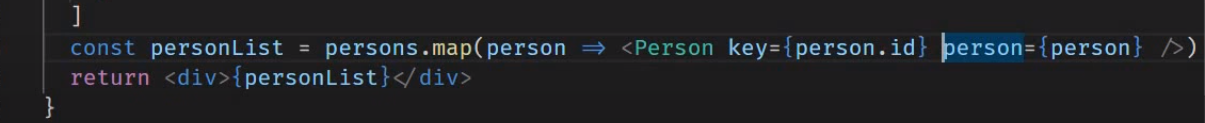 ]
const personList = persons.map(person => <Person key={person.id} person={person} />)
return <div>{personList}</div>
}